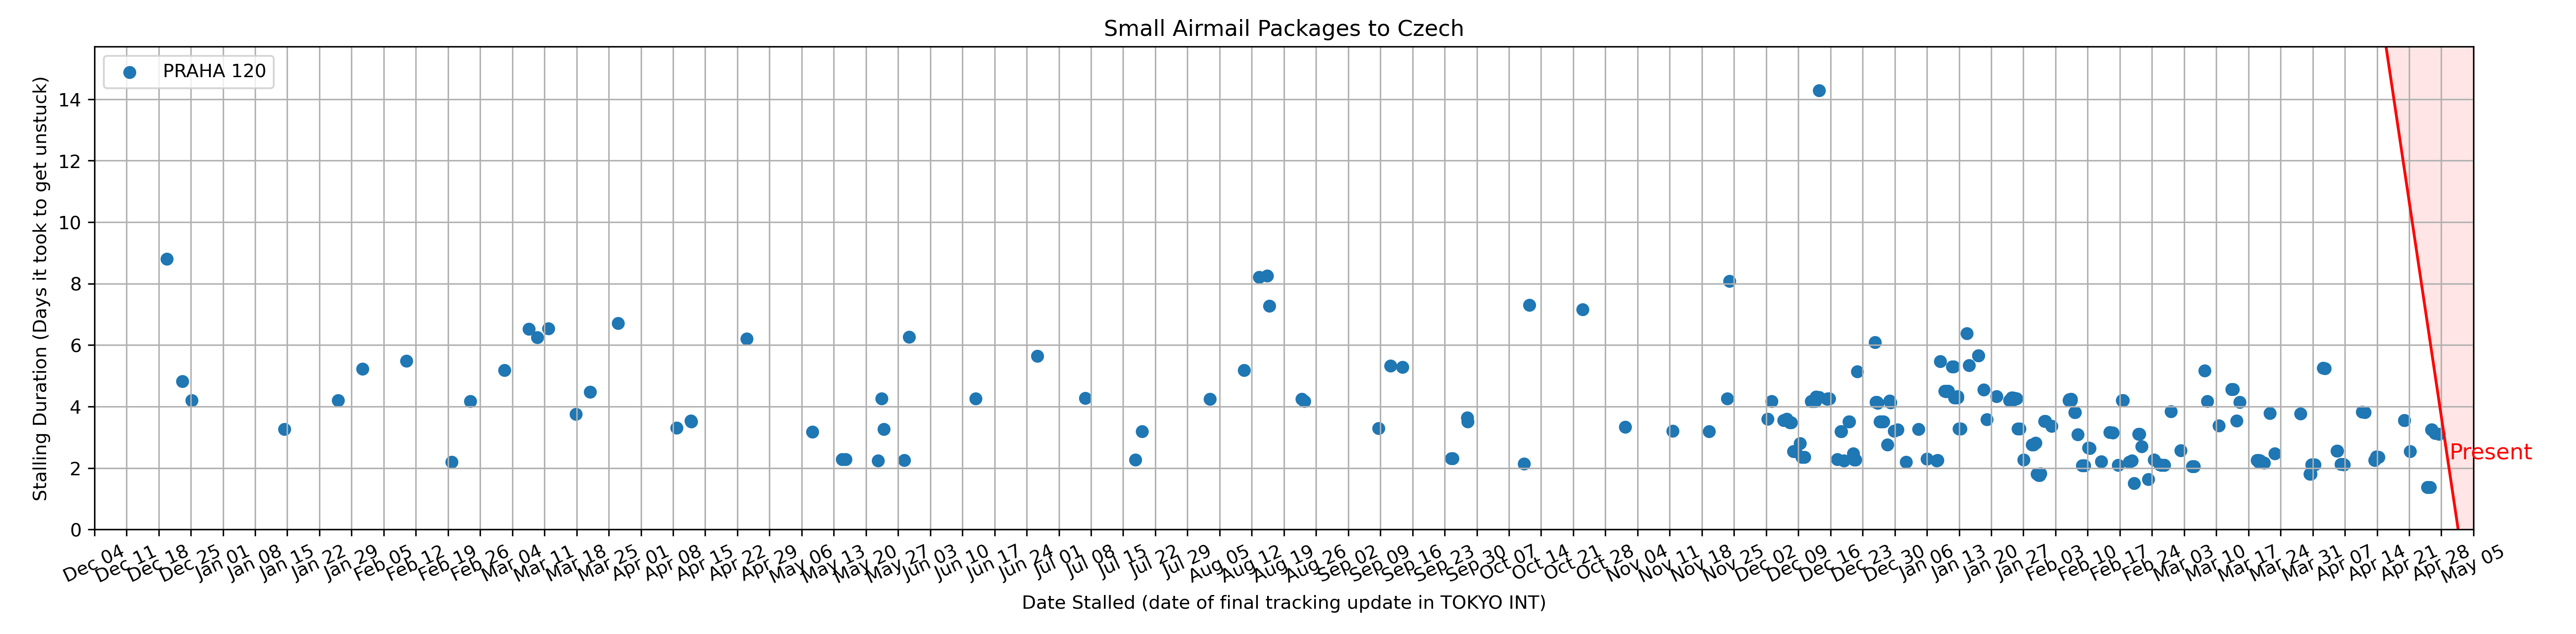 Small Airmail Packages to Czech
PRAHA 120
Stalling Duration (Days it took to get unstuck)
14
12
10
8
6
4
2
0
Present
Dec 04
Dec 11
Dec 18
Dec 25
Jan 01
Jan 08
Jan 15
Jan 22
Jan 29
Feb 05
Feb 12
Feb 19
Feb 26
Mar 04
Mar 11
Mar 18
Mar 25
Apr 01
Apr 08
Apr 15
Apr 22
Apr 29
May 06
May 13
May 20
May 27
Jun 03
Jun 10
Jun 17
Jun 24
Jul 01
Jul 08
Jul 15
Jul 22
Jul 29
Aug 05
Aug 12
Aug 19
Aug 26
Sep 02
Sep 09
Sep 16
Sep 23
Sep 30
Oct 07
Oct 14
Oct 21
Oct 28
Nov 04
Nov 11
Nov 18
Nov 25
Dec 02
Dec 09
Dec 16
Dec 23
Dec 30
Jan 06
Jan 13
Jan 20
Jan 27
Feb 03
Feb 10
Feb 17
Feb 24
Mar 03
Mar 10
Mar 17
Mar 24
Mar 31
Apr 07
Apr 14
Apr 21
Apr 28
May 05
Date Stalled (date of final tracking update in TOKYO INT)